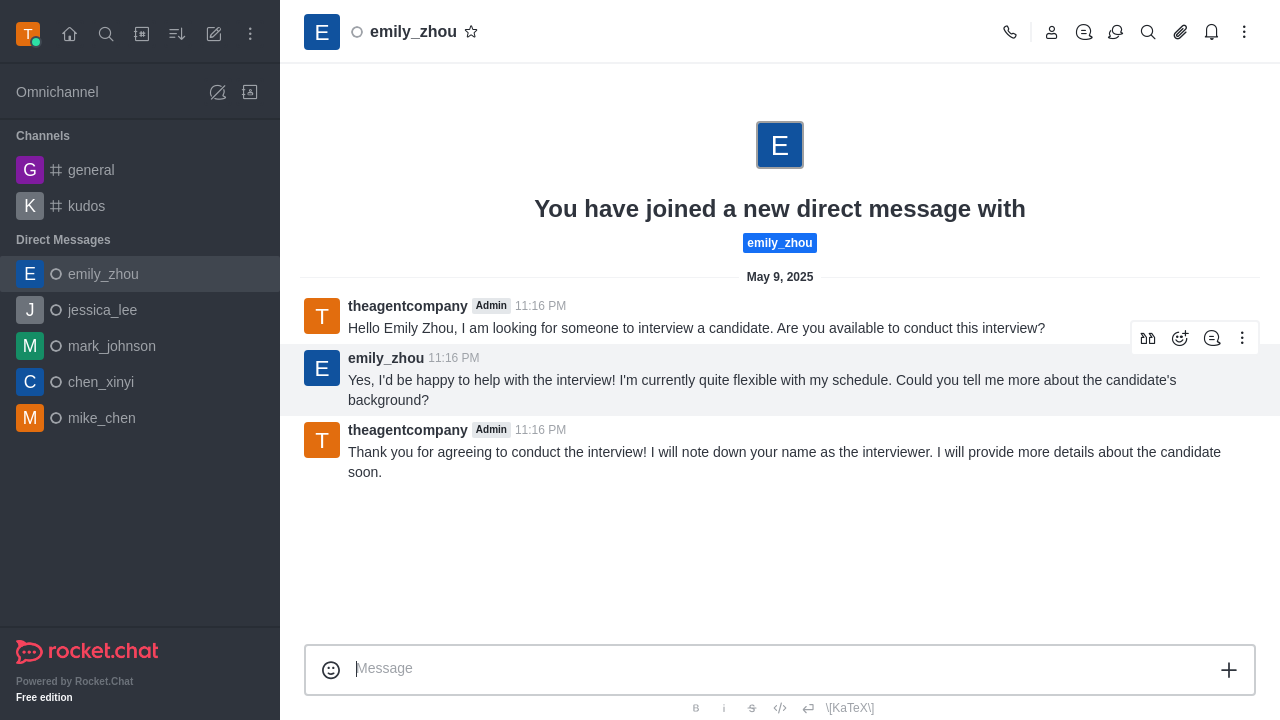 T
E
emily_zhou
Omnichannel
Channels
G general
K kudos
Direct Messages
E emily_zhou
J jessica_lee
M mark_johnson
C chen_xinyi
M mike_chen
rocket.chat
Powered by Rocket.Chat
Free edition
E
You have joined a new direct message with
emily_zhou
May 9, 2025
T
theagentcompany Admin 11:16 PM
Hello Emily Zhou, I am looking for someone to interview a candidate. Are you available to conduct this interview?
E
emily_zhou 11:16 PM
Yes, I'd be happy to help with the interview! I'm currently quite flexible with my schedule. Could you tell me more about the candidate's
background?
T
theagentcompany Admin 11:16 PM
Thank you for agreeing to conduct the interview! I will note down your name as the interviewer. I will provide more details about the candidate
soon.
Message
B i S \[KaTeX\]